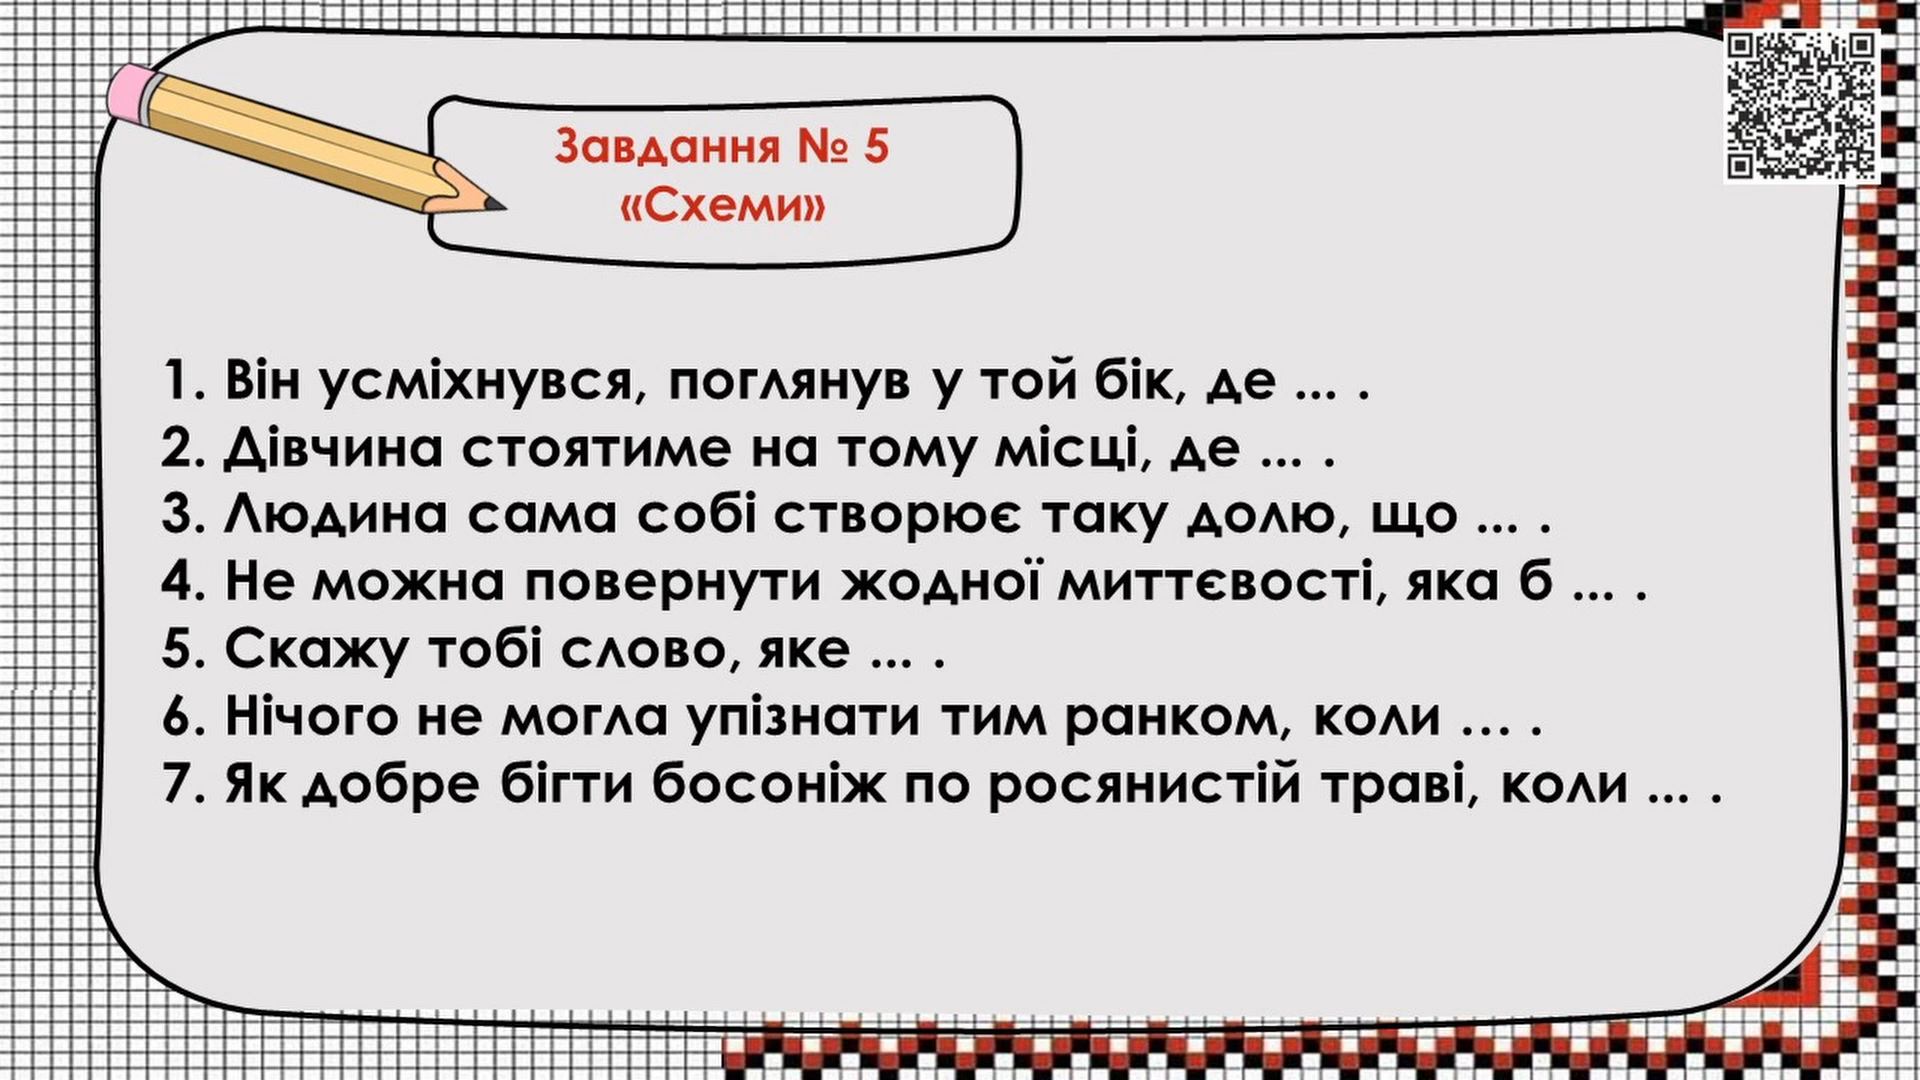 Завдання № 5
«Схеми»
1. Він усміхнувся, поглянув у той бік, де ... .
2. Дівчина стоятиме на тому місці, де ... .
3. Людина сама собі створює таку долю, що ... .
4. Не можна повернути жодної миттєвості, яка б ... .
5. Скажу тобі слово, яке ... .
6. Нічого не могла упізнати тим ранком, коли ... .
7. Як добре бігти босоніж по росянистій траві, коли ... .